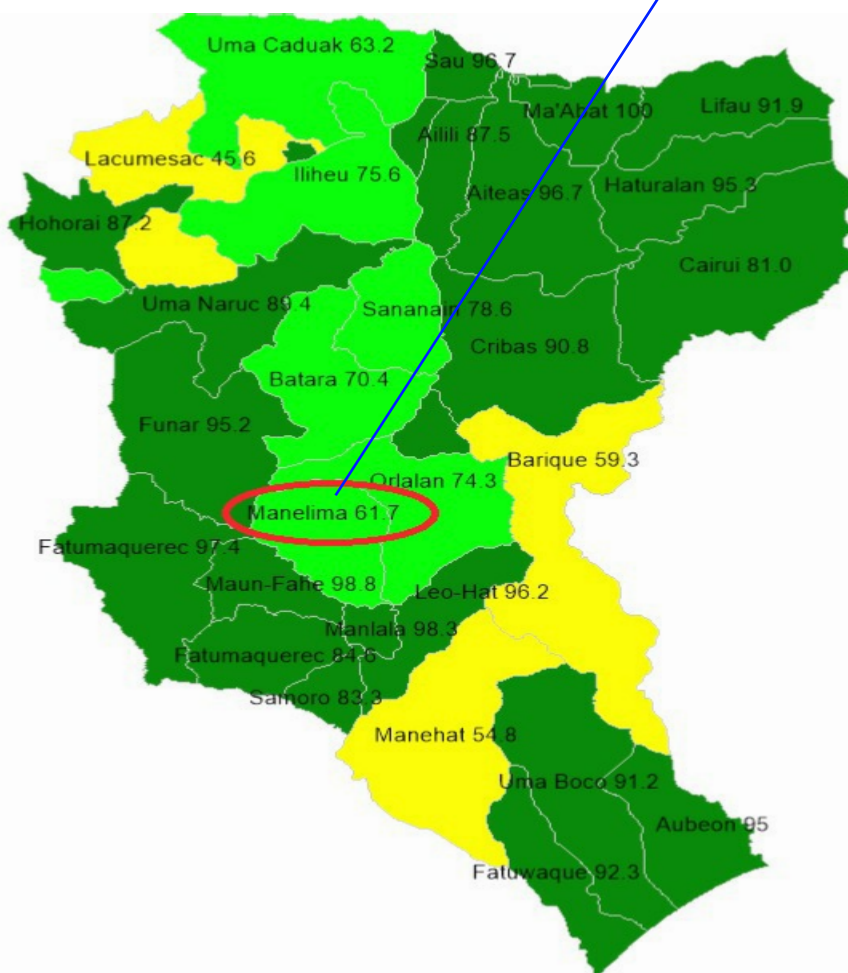 Uma Caduak 63.2
Sau 96.7
Ma'Abat 100
Lifau 91.9
Ailili 87.5
Lacumesac 45.6
Iliheu 75.6
Aiteas 96.7
Haturalan 95.3
Hohorai 87.2
Cairui 81.0
Uma Naruc 89.4
Sananain 78.6
Cribas 90.8
Batara 70.4
Funar 95.2
Barique 59.3
Orlalan 74.3
Manelima 61.7
Fatumaquerec 97.4
Maun-Fahe 98.8
Leo-Hat 96.2
Manlala 98.3
Fatumaquerec 84.6
Samoro 83.3
Manehat 54.8
Uma Boco 91.2
Aubeon 95
Fatuwaque 92.3